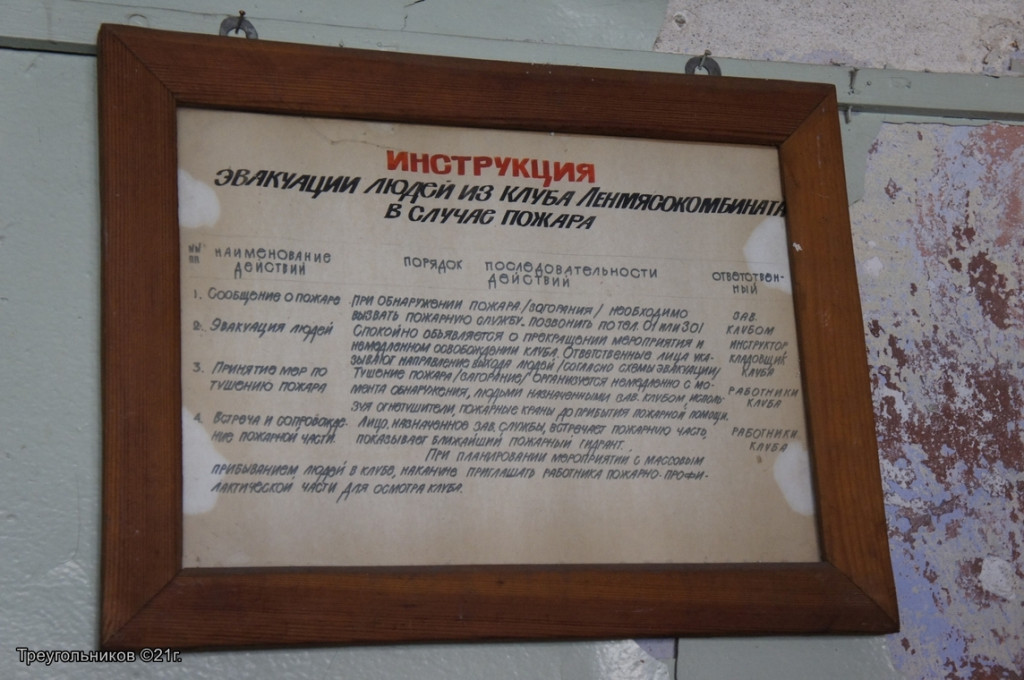 ИНСТРУКЦИЯ
ЭВАКУАЦИИ ЛЮДЕЙ ИЗ КЛУБА ЛЕНМЯСОКОМБИНАТА
В СЛУЧАЕ ПОЖАРА
№№ ПП НАИМЕНОВАНИЕ ДЕЙСТВИЙ ПОРЯДОК ПОСЛЕДОВАТЕЛЬНОСТИ ДЕЙСТВИЙ ОТВЕТСТВЕН-НЫЙ
1. СООБЩЕНИЕ О ПОЖАРЕ ПРИ ОБНАРУЖЕНИИ ПОЖАРА /ЗАГОРАНИЯ/ НЕОБХОДИМО ЗАВ.
ВЫЗВАТЬ ПОЖАРНУЮ СЛУЖБУ. ПОЗВОНИТЬ ПО ТЕЛ. 01 ИЛИ 301 КЛУБОМ
2. ЭВАКУАЦИЯ ЛЮДЕЙ СПОКОЙНО ОБЪЯВЛЯЕТСЯ О ПРЕКРАЩЕНИИ МЕРОПРИЯТИЯ И ИНСТРУКТОР
НЕМЕДЛЕННОМ ОСВОБОЖДЕНИИ КЛУБА. ОТВЕТСТВЕННЫЕ ЛИЦА УКА- КЛАДОВЩИК
ЗЫВАЮТ НАПРАВЛЕНИЕ ВЫХОДА ЛЮДЕЙ /СОГЛАСНО СХЕМЫ ЭВАКУАЦИИ/ КЛУБА
3. ПРИНЯТИЕ МЕР ПО ТУШЕНИЕ ПОЖАРА /ЗАГОРАНИЕ/ ОРГАНИЗУЕТСЯ НЕМЕДЛЕННО С МО-
ТУШЕНИЮ ПОЖАРА МЕНТА ОБНАРУЖЕНИЯ, ЛЮДЬМИ НАЗНАЧЕННЫМИ ЗАВ. КЛУБОМ ИСПОЛЬ- РАБОТНИКИ
ЗУЯ ОГНЕТУШИТЕЛИ, ПОЖАРНЫЕ КРАНЫ ДО ПРИБЫТИЯ ПОЖАРНОЙ ПОМОЩИ. КЛУБА
4. ВСТРЕЧА И СОПРОВОЖДЕ- ЛИЦО, НАЗНАЧЕННОЕ ЗАВ. СЛУЖБЫ, ВСТРЕЧАЕТ ПОЖАРНУЮ ЧАСТЬ, РАБОТНИКИ
НИЕ ПОЖАРНОЙ ЧАСТИ. ПОКАЗЫВАЕТ БЛИЖАЙШИЙ ПОЖАРНЫЙ ГИДРАНТ. КЛУБА
ПРИ ПЛАНИРОВАНИИ МЕРОПРИЯТИЙ С МАССОВЫМ
ПРИБЫВАНИЕМ ЛЮДЕЙ В КЛУБЕ, НАКАНУНЕ ПРИГЛАШАТЬ РАБОТНИКА ПОЖАРНО-ПРОФИ-
ЛАКТИЧЕСКОЙ ЧАСТИ ДЛЯ ОСМОТРА КЛУБА.
Треугольников ©21г.